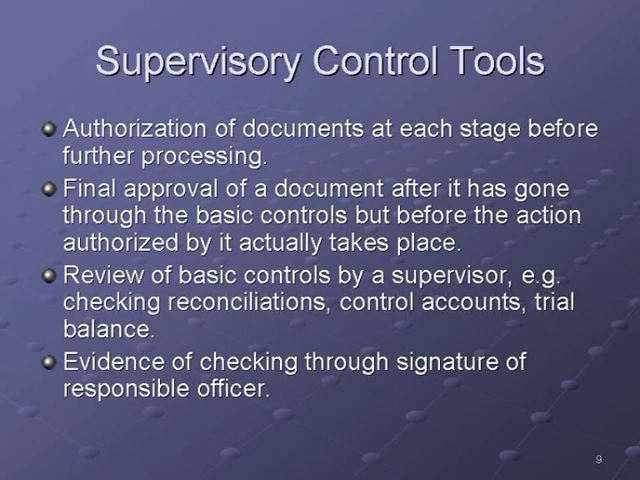 Supervisory Control Tools
Authorization of documents at each stage before
further processing.
Final approval of a document after it has gone
through the basic controls but before the action
authorized by it actually takes place.
Review of basic controls by a supervisor, e.g.
checking reconciliations, control accounts, trial
balance.
Evidence of checking through signature of
responsible officer.
9